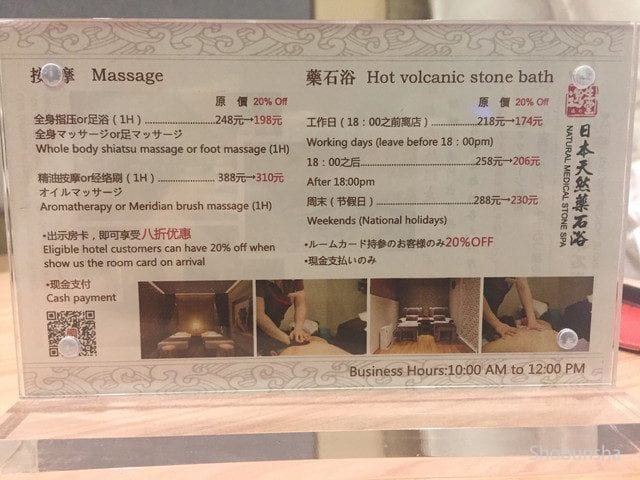 按摩 Massage
原 價 20% Off
全身指压or足浴（1H）.............................248元→198元
全身マッサージor足マッサージ
Whole body shiatsu massage or foot massage (1H)
精油按摩or经络刷（1H）................ 388元→310元
オイルマッサージ
Aromatherapy or Meridian brush massage (1H)
•出示房卡，即可享受八折优惠
Eligible hotel customers can have 20% off when
show us the room card on arrival
•现金支付
Cash payment
藥石浴 Hot volcanic stone bath
原 價 20% Off
工作日（18：00之前离店）....................218元→174元
Working days (leave before 18：00pm)
18：00之后.....................................258元→206元
After 18:00pm
周末（节假日）.............................288元→230元
Weekends (National holidays)
•ルームカード持参のお客様のみ20%OFF
•現金支払いのみ
日本天然藥石浴
NATURAL MEDICAL STONE SPA
Business Hours:10:00 AM to 12:00 PM
Shobunsha